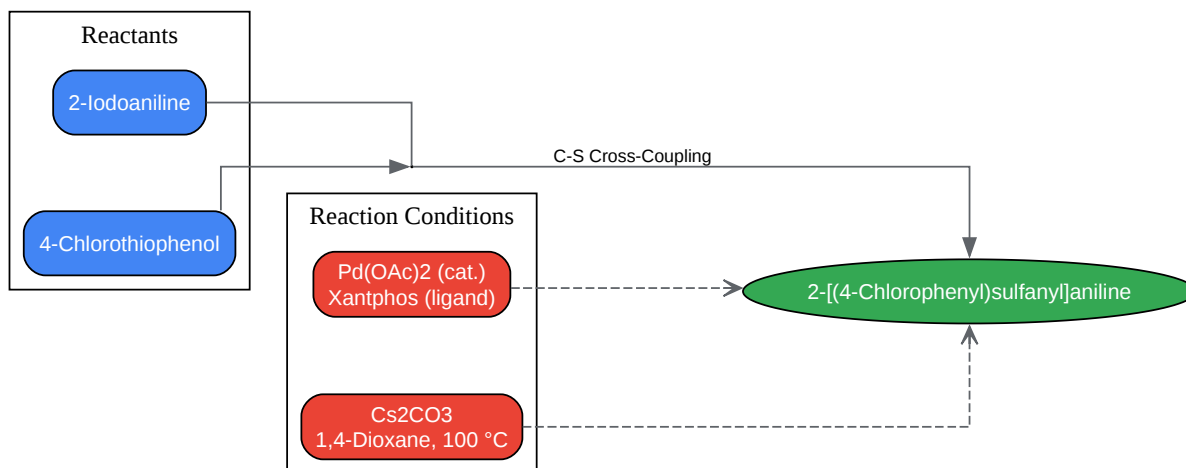 Reactants
2-Iodoaniline
4-Chlorothiophenol
C-S Cross-Coupling
Reaction Conditions
Pd(OAc)2 (cat.)
Xantphos (ligand)
Cs2CO3
1,4-Dioxane, 100 °C
2-[(4-Chlorophenyl)sulfanyl]aniline